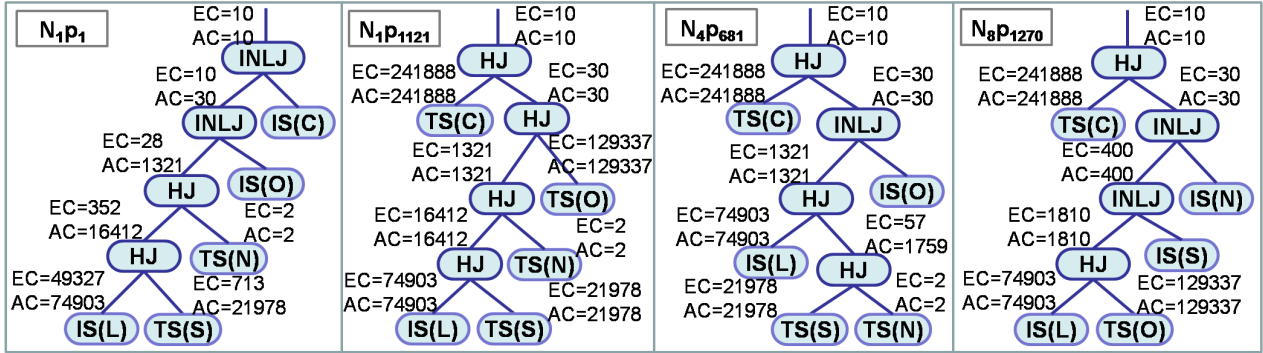 N1p1
EC=10
AC=10
INLJ
EC=10
AC=30
INLJ
IS(C)
EC=28
AC=1321
HJ
IS(O)
EC=352
AC=16412
EC=2
AC=2
HJ
TS(N)
EC=49327
AC=74903
EC=713
AC=21978
IS(L)
TS(S)
N1p1121
EC=10
AC=10
HJ
EC=241888
AC=241888
EC=30
AC=30
TS(C)
HJ
EC=1321
AC=1321
EC=129337
AC=129337
HJ
TS(O)
EC=16412
AC=16412
EC=2
AC=2
HJ
TS(N)
EC=74903
AC=74903
EC=21978
AC=21978
IS(L)
TS(S)
N4p681
EC=10
AC=10
HJ
EC=241888
AC=241888
EC=30
AC=30
TS(C)
INLJ
EC=1321
AC=1321
HJ
IS(O)
EC=74903
AC=74903
EC=57
AC=1759
IS(L)
HJ
EC=21978
AC=21978
EC=2
AC=2
TS(S)
TS(N)
N8p1270
EC=10
AC=10
HJ
EC=241888
AC=241888
EC=30
AC=30
TS(C)
INLJ
EC=400
AC=400
INLJ
IS(N)
EC=1810
AC=1810
HJ
IS(S)
EC=74903
AC=74903
EC=129337
AC=129337
IS(L)
TS(O)